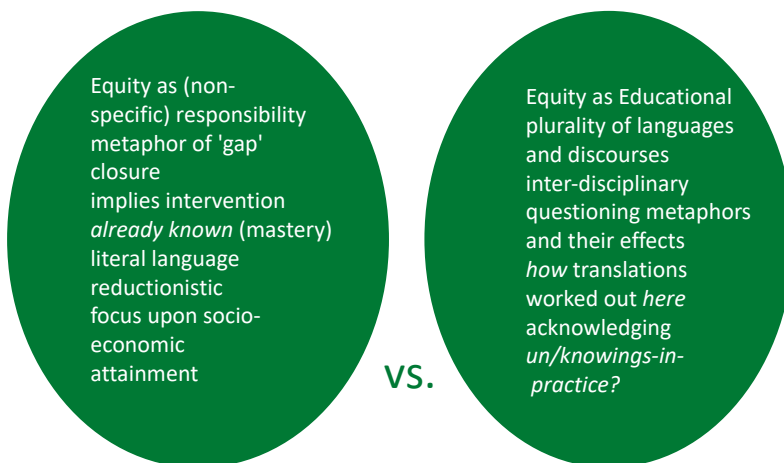 Equity as (non-
specific) responsibility
metaphor of 'gap'
closure
implies intervention
already known (mastery)
literal language
reductionistic
focus upon socio-
economic
attainment
vs.
Equity as Educational
plurality of languages
and discourses
inter-disciplinary
questioning metaphors
and their effects
how translations
worked out here
acknowledging
un/knowings-in-
practice?